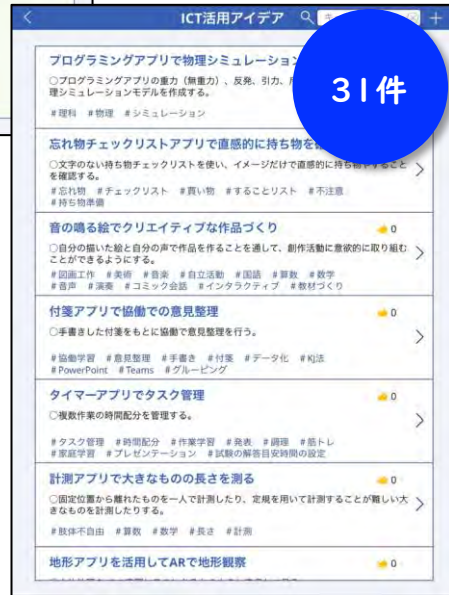 ICT活用アイデア
31件
プログラミングアプリで物理シミュレーション
○プログラミングアプリの重力（無重力）、反発、引力、
理シミュレーションモデルを作成する。
#理科 #物理 #シミュレーション
忘れ物チェックリストアプリで直感的に持ち物を
○文字のない持ち物チェックリストを使い、イメージだけで直感的に持ち物
を確認する。
#忘れ物 #チェックリスト #買い物 #することリスト #不注意
#持ち物準備
音の鳴る絵でクリエイティブな作品づくり 0
○自分の描いた絵と自分の声で作品を作ることを通して、創作活動に意欲的に取り組む
ことができるようにする。
#図画工作 #美術 #音楽 #自立活動 #国語 #算数 #数学
#音声 #演奏 #コミック会話 #インタラクティブ #教材づくり
付箋アプリで協働での意見整理 0
○手書きした付箋をもとに協働で意見整理を行う。
#協働学習 #意見整理 #手書き #付箋 #データ化 #KJ法
#PowerPoint #Teams #グルーピング
タイマーアプリでタスク管理 0
○複数作業の時間配分を管理する。
#タスク管理 #時間配分 #作業学習 #発表 #調理 #筋トレ
#家庭学習 #プレゼンテーション #試験の解答目安時間の設定
計測アプリで大きなものの長さを測る 0
○固定位置から離れたものを一人で計測したり、定規を用いて計測することが難しい大
きなものを計測したりする。
#肢体不自由 #算数 #数学 #長さ #計測
地形アプリを活用してARで地形観察 0